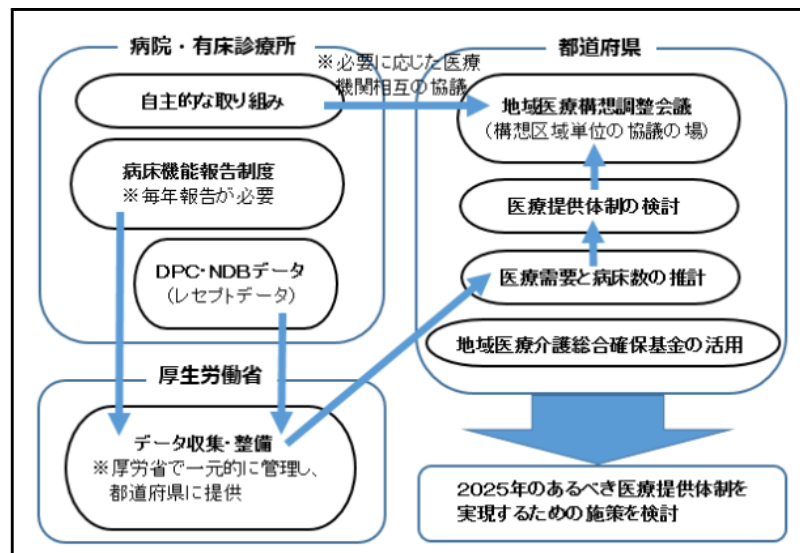 病院・有床診療所
自主的な取り組み
※必要に応じた医療
機関相互の協議
病床機能報告制度
※毎年報告が必要
DPC・NDBデータ
（レセプトデータ）
厚生労働省
データ収集・整備
※厚労省で一元的に管理し、
都道府県に提供
都道府県
地域医療構想調整会議
（構想区域単位の協議の場）
医療提供体制の検討
医療需要と病床数の推計
地域医療介護総合確保基金の活用
2025年のあるべき医療提供体制を
実現するための施策を検討